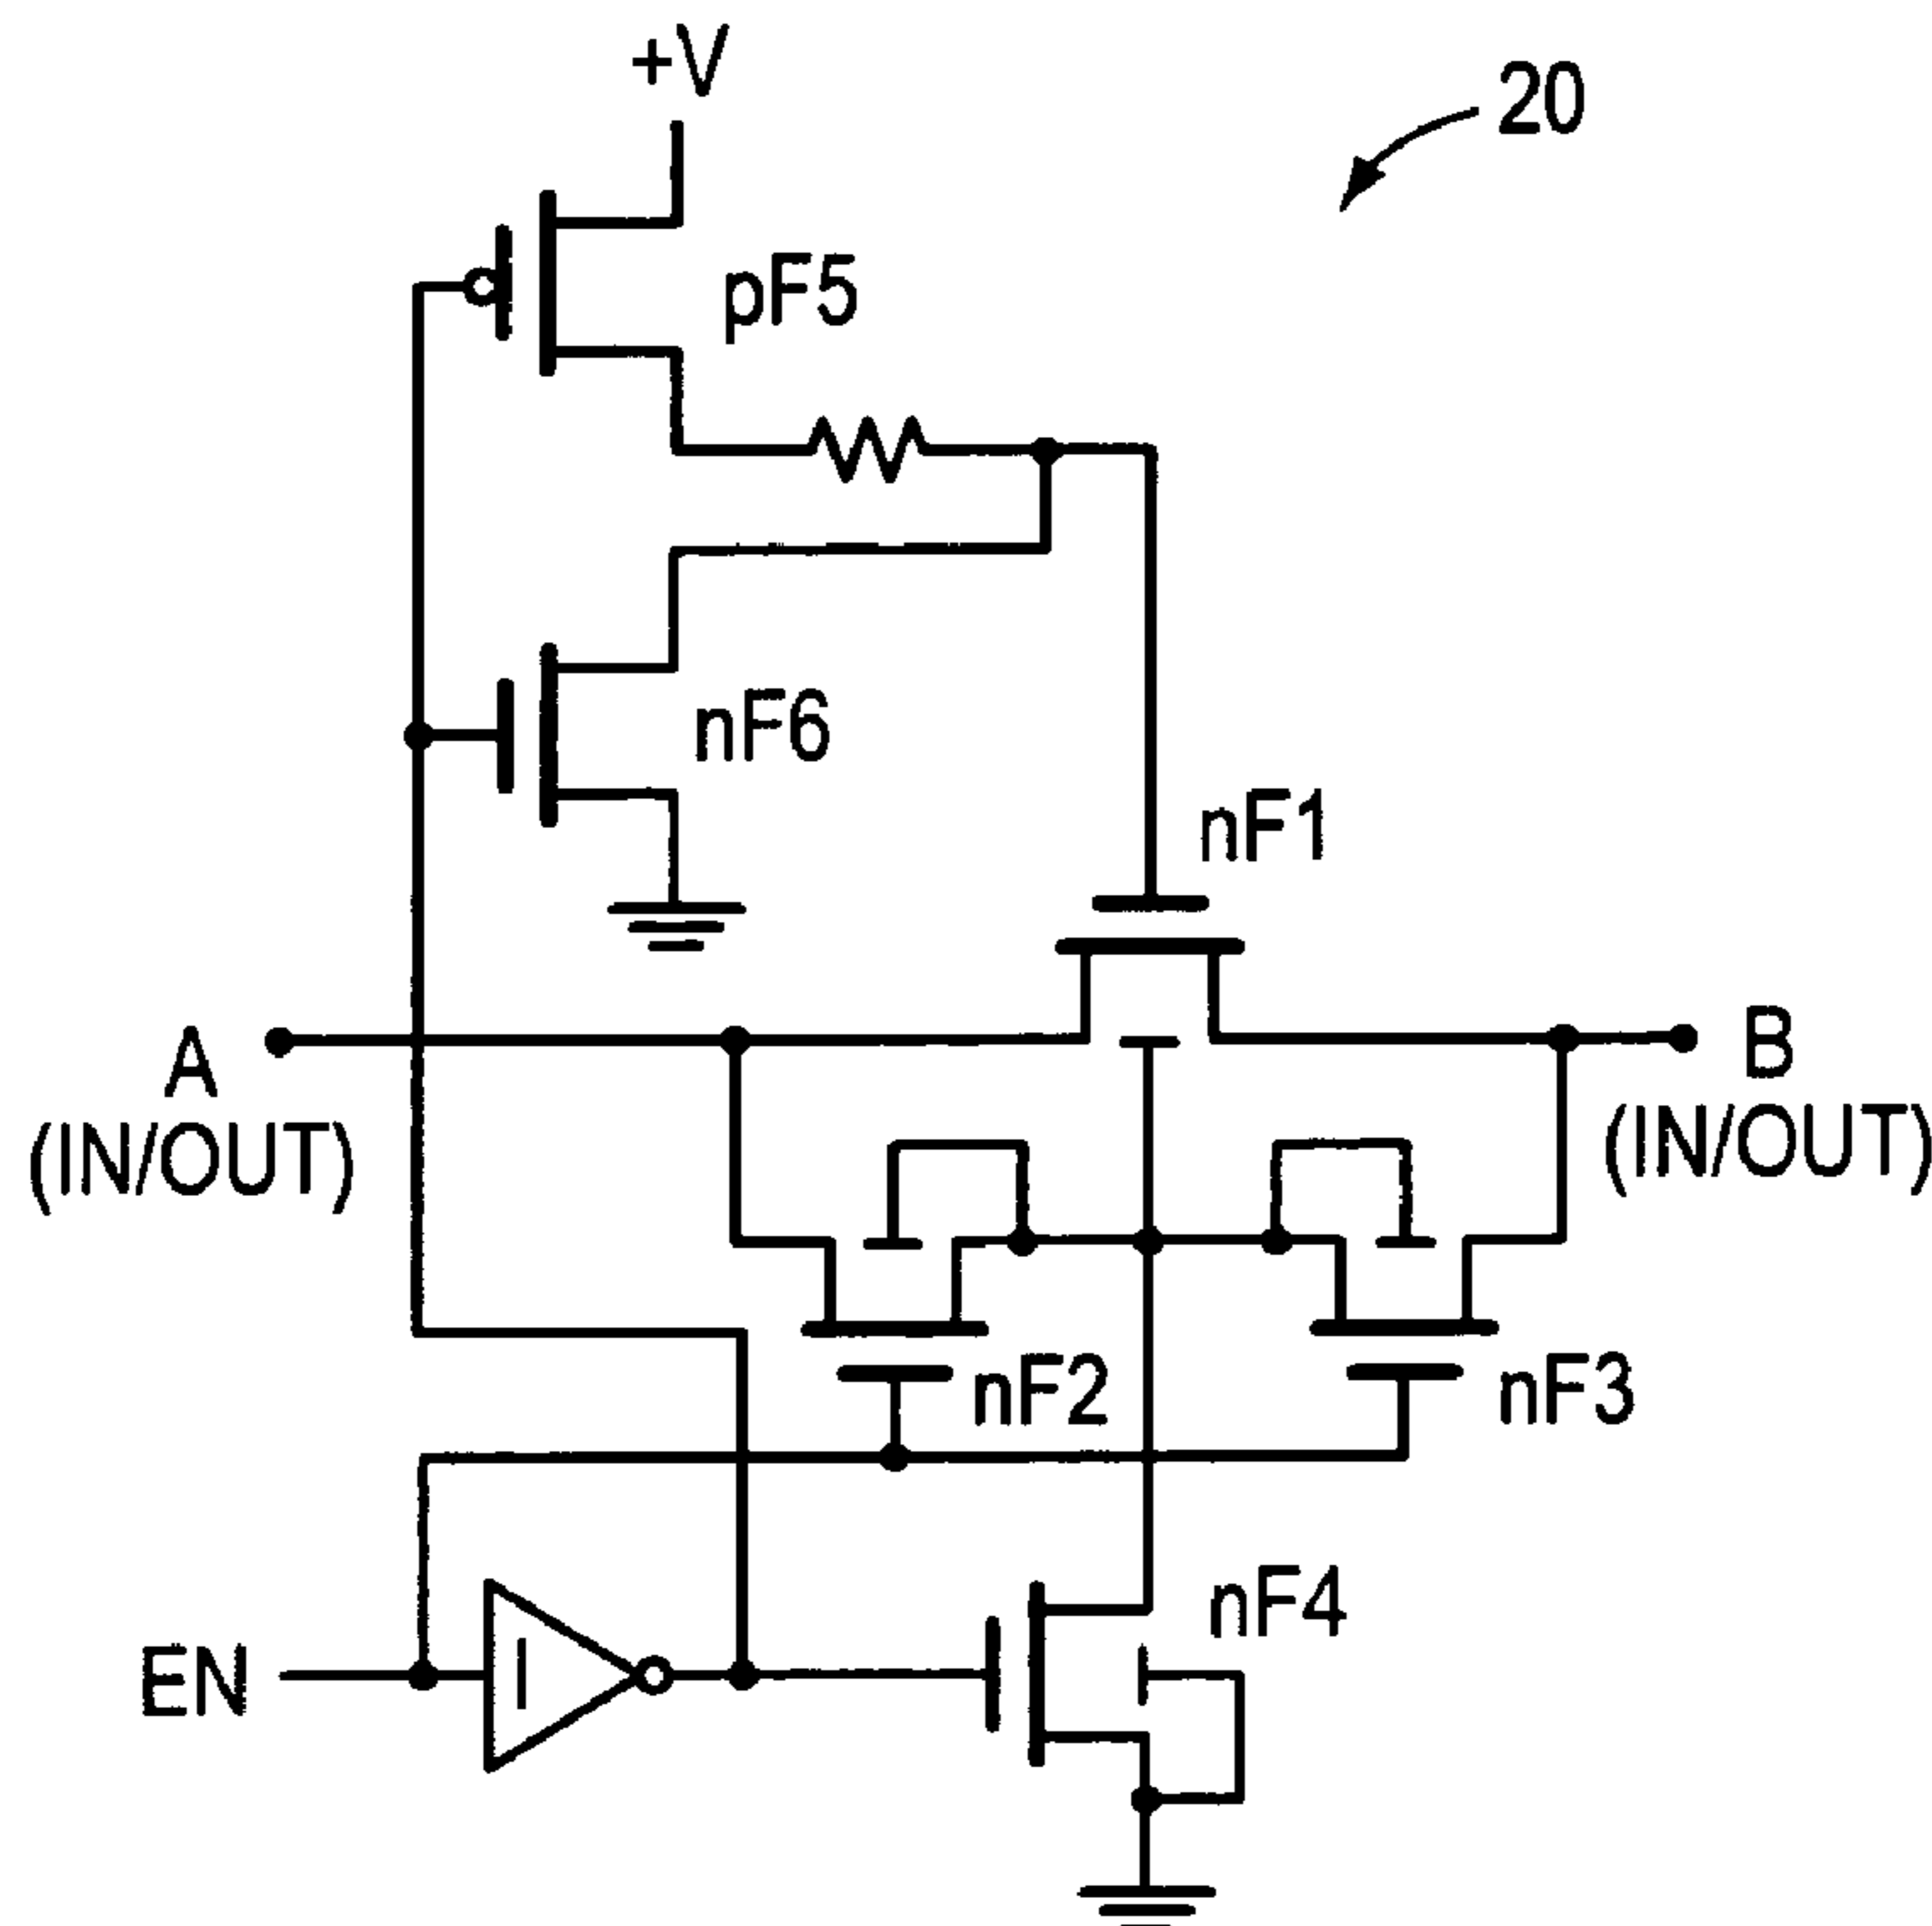 +V
20
pF5
nF6
nF1
A
(IN/OUT)
B
(IN/OUT)
nF2
nF3
nF4
EN
I